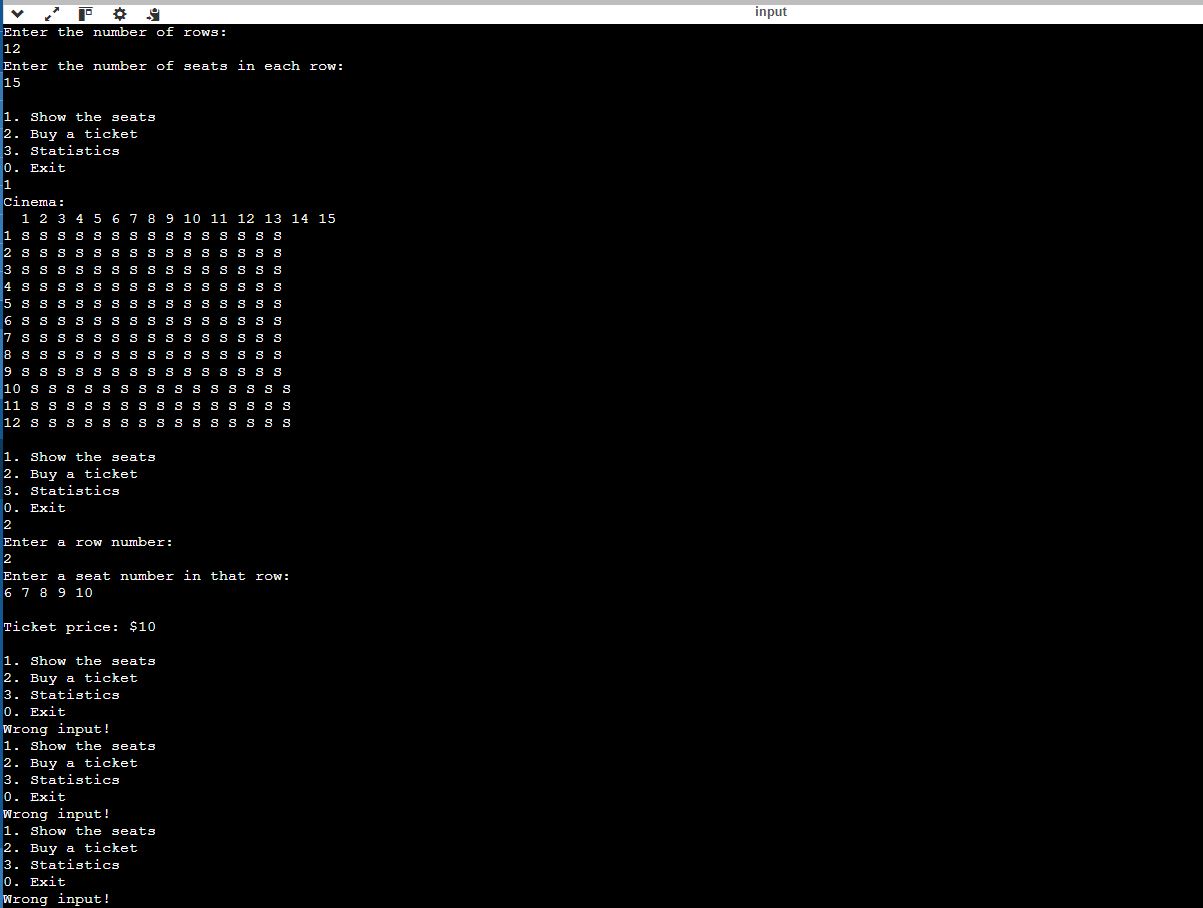 input
Enter the number of rows:
12
Enter the number of seats in each row:
15
1. Show the seats
2. Buy a ticket
3. Statistics
0. Exit
1
Cinema:
1 2 3 4 5 6 7 8 9 10 11 12 13 14 15
1 S S S S S S S S S S S S S S S
2 S S S S S S S S S S S S S S S
3 S S S S S S S S S S S S S S S
4 S S S S S S S S S S S S S S S
5 S S S S S S S S S S S S S S S
6 S S S S S S S S S S S S S S S
7 S S S S S S S S S S S S S S S
8 S S S S S S S S S S S S S S S
9 S S S S S S S S S S S S S S S
10 S S S S S S S S S S S S S S S
11 S S S S S S S S S S S S S S S
12 S S S S S S S S S S S S S S S
1. Show the seats
2. Buy a ticket
3. Statistics
0. Exit
2
Enter a row number:
2
Enter a seat number in that row:
6 7 8 9 10
Ticket price: $10
1. Show the seats
2. Buy a ticket
3. Statistics
0. Exit
Wrong input!
1. Show the seats
2. Buy a ticket
3. Statistics
0. Exit
Wrong input!
1. Show the seats
2. Buy a ticket
3. Statistics
0. Exit
Wrong input!